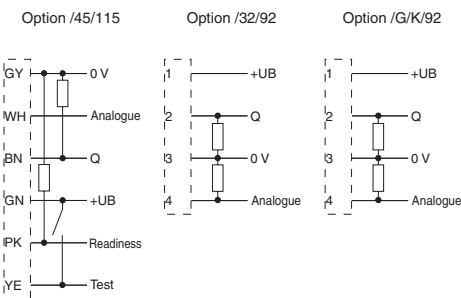 Option /45/115
GY 0 V
WH Analogue
BN Q
GN +UB
PK Readiness
YE Test
Option /32/92
1 +UB
2 Q
3 0 V
4 Analogue
Option /G/K/92
1 +UB
2 Q
3 0 V
4 Analogue